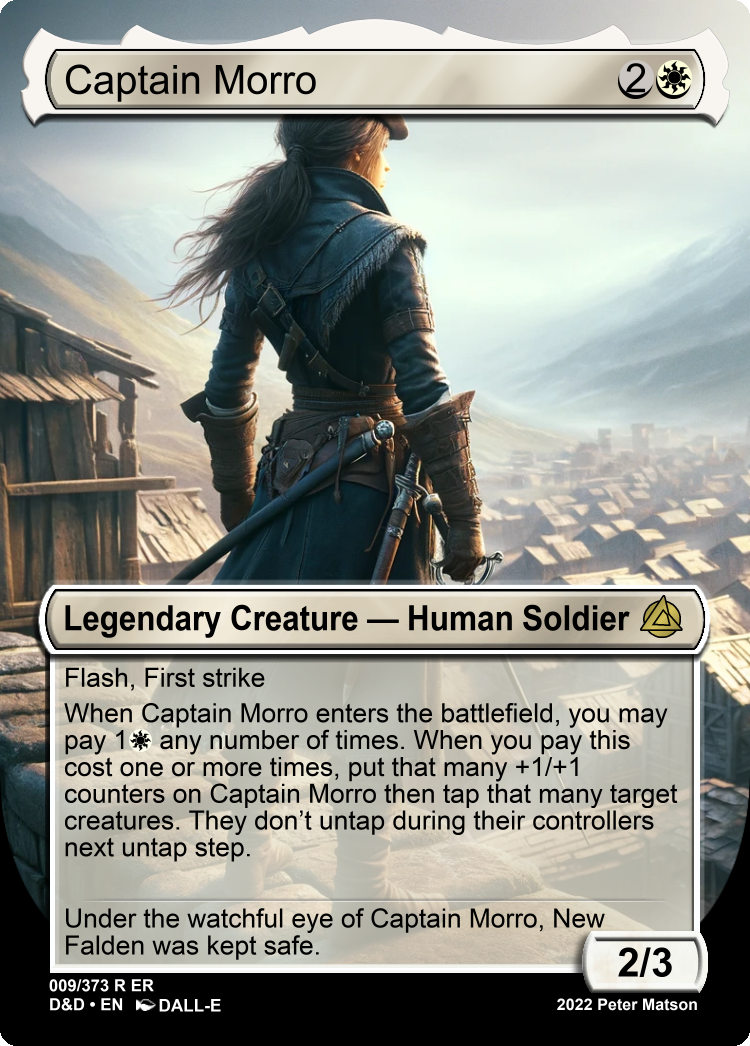 Captain Morro 2
Legendary Creature — Human Soldier
Flash, First strike
When Captain Morro enters the battlefield, you may
pay 1 any number of times. When you pay this
cost one or more times, put that many +1/+1
counters on Captain Morro then tap that many target
creatures. They don’t untap during their controllers
next untap step.
Under the watchful eye of Captain Morro, New
Falden was kept safe.
2/3
009/373 R ER
D&D • EN DALL-E
2022 Peter Matson